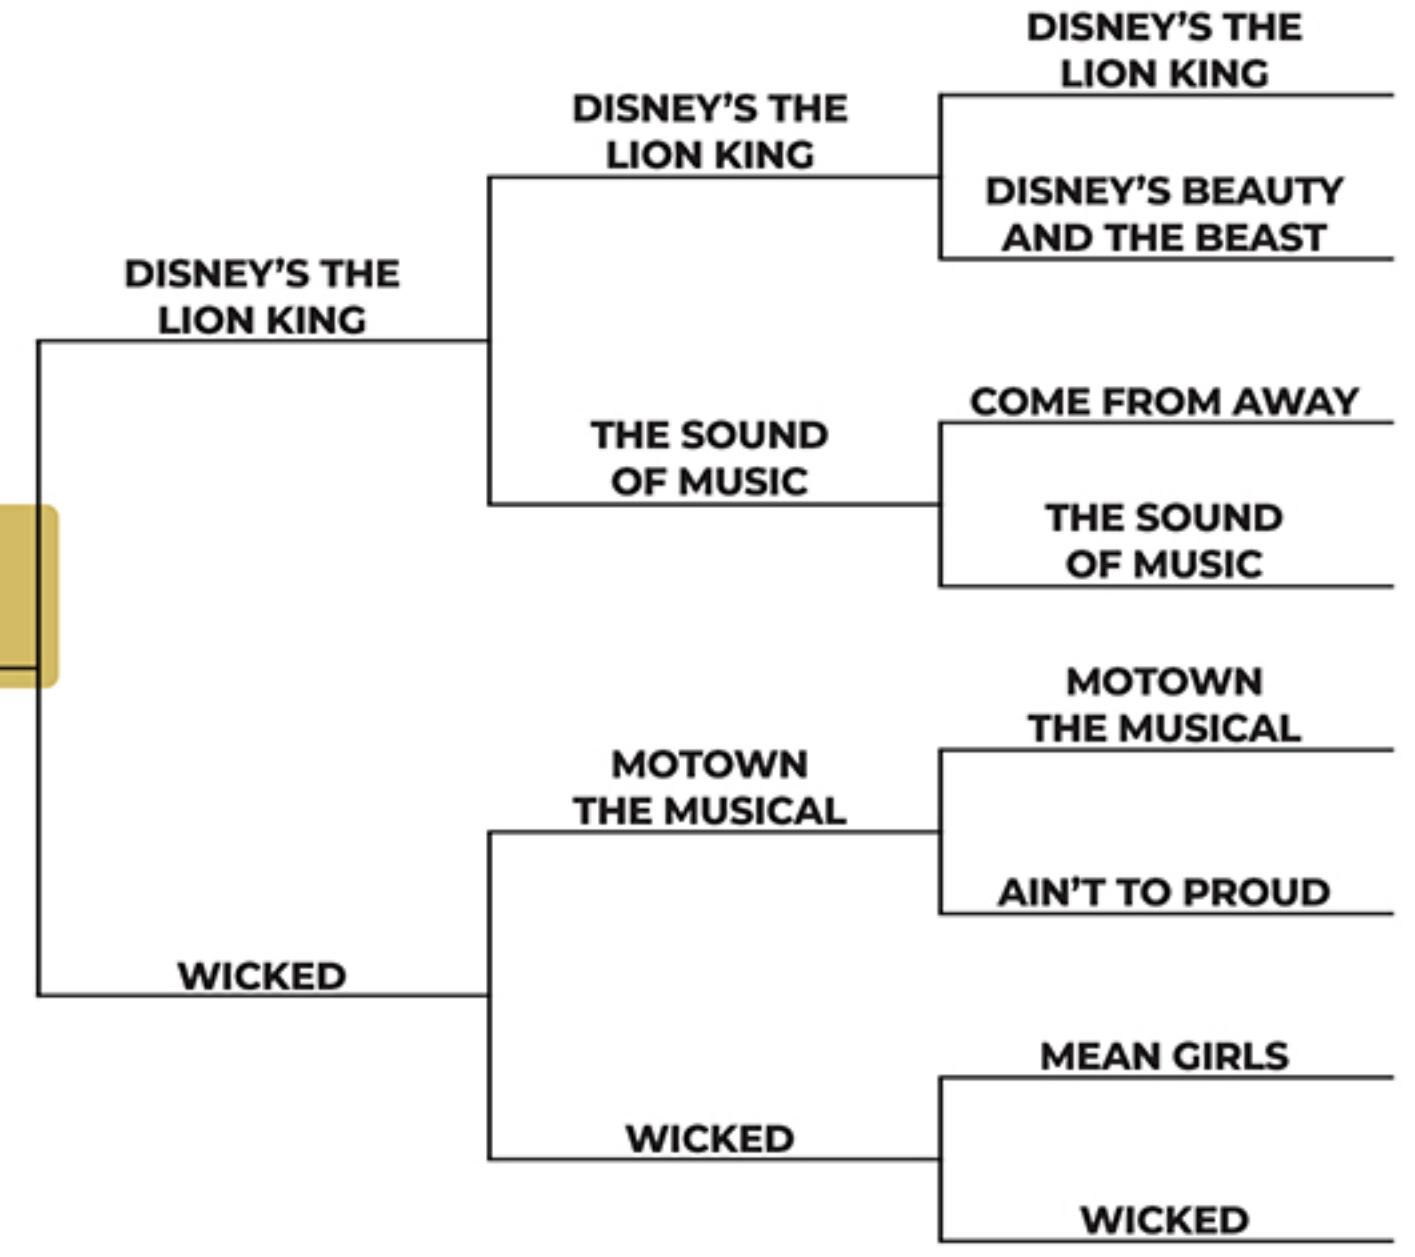 DISNEY’S THE
LION KING
DISNEY’S THE
LION KING
DISNEY’S BEAUTY
AND THE BEAST
DISNEY’S THE
LION KING
COME FROM AWAY
THE SOUND
OF MUSIC
THE SOUND
OF MUSIC
MOTOWN
THE MUSICAL
MOTOWN
THE MUSICAL
AIN’T TO PROUD
WICKED
MEAN GIRLS
WICKED
WICKED